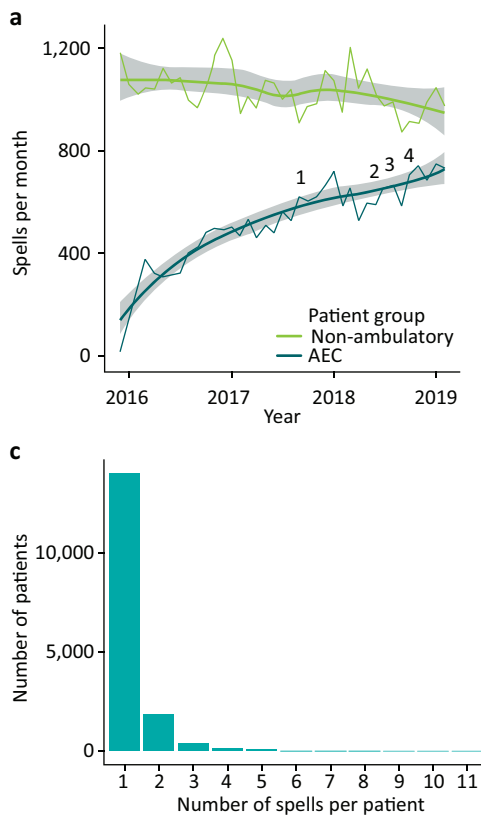 a
Spells per month
1,200
800
400
0
1
2
3
4
Patient group
Non-ambulatory
AEC
2016 2017 2018 2019
Year
c
Number of patients
10,000
5,000
0
1 2 3 4 5 6 7 8 9 10 11
Number of spells per patient